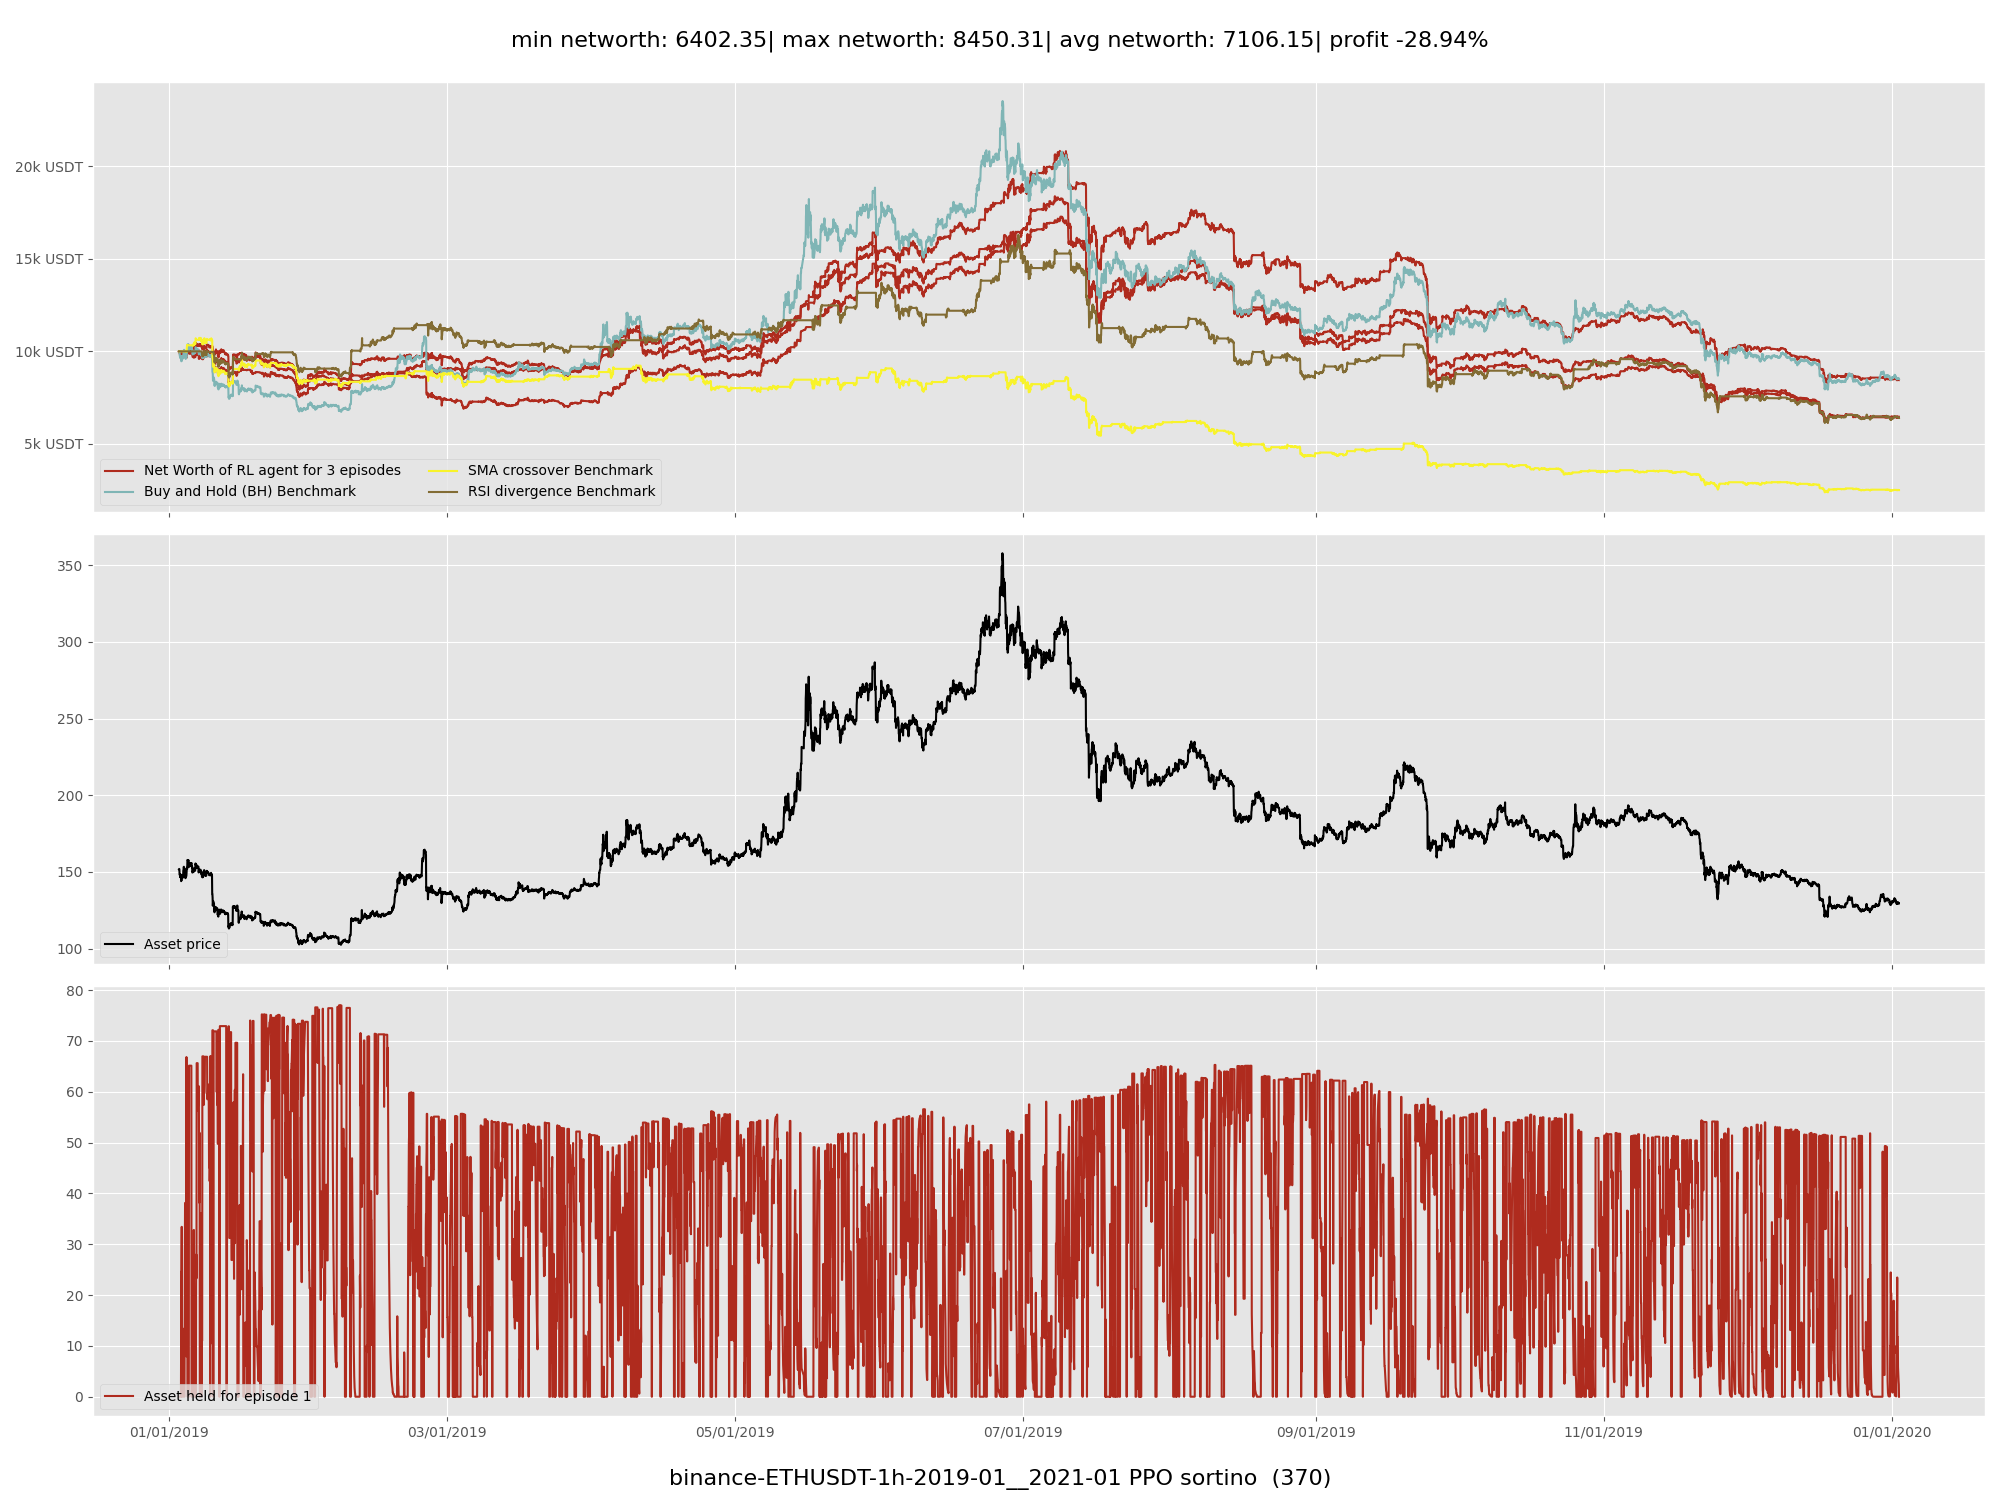 min networth: 6402.35| max networth: 8450.31| avg networth: 7106.15| profit -28.94%
20k USDT
15k USDT
10k USDT
5k USDT
Net Worth of RL agent for 3 episodes
Buy and Hold (BH) Benchmark
SMA crossover Benchmark
RSI divergence Benchmark
350
300
250
200
150
100
Asset price
80
70
60
50
40
30
20
10
0
Asset held for episode 1
01/01/2019
03/01/2019
05/01/2019
07/01/2019
09/01/2019
11/01/2019
01/01/2020
binance-ETHUSDT-1h-2019-01__2021-01 PPO sortino  (370)